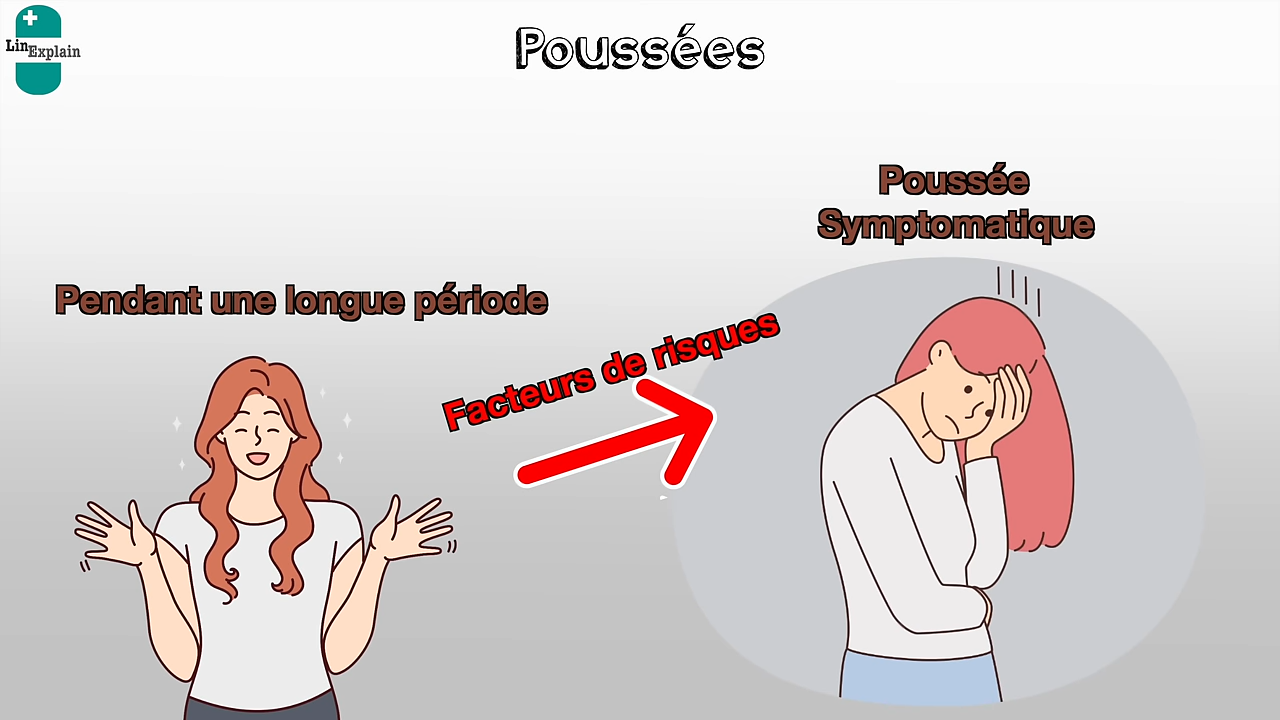 LinExplain
Poussées
Poussée
Symptomatique
Pendant une longue période
Facteurs de risques